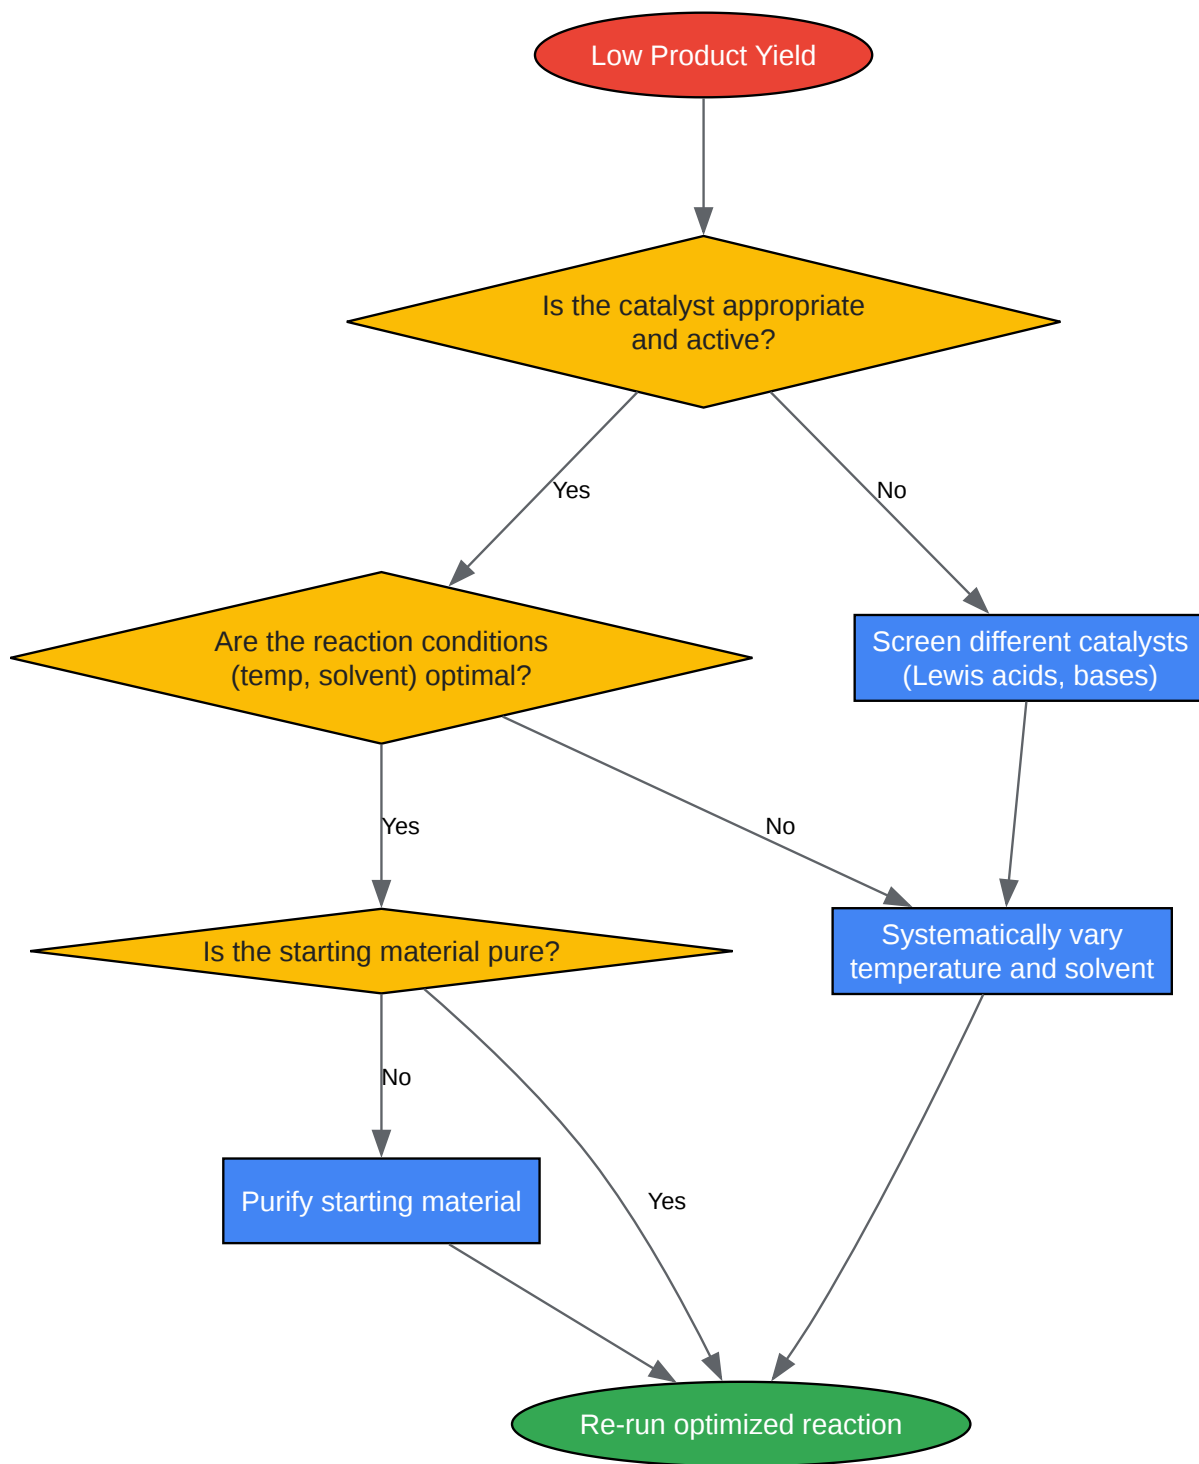 Low Product Yield
Is the catalyst appropriate
and active?
Yes
No
Are the reaction conditions
(temp, solvent) optimal?
Screen different catalysts
(Lewis acids, bases)
Yes
No
Is the starting material pure?
Systematically vary
temperature and solvent
No
Yes
Purify starting material
Re-run optimized reaction